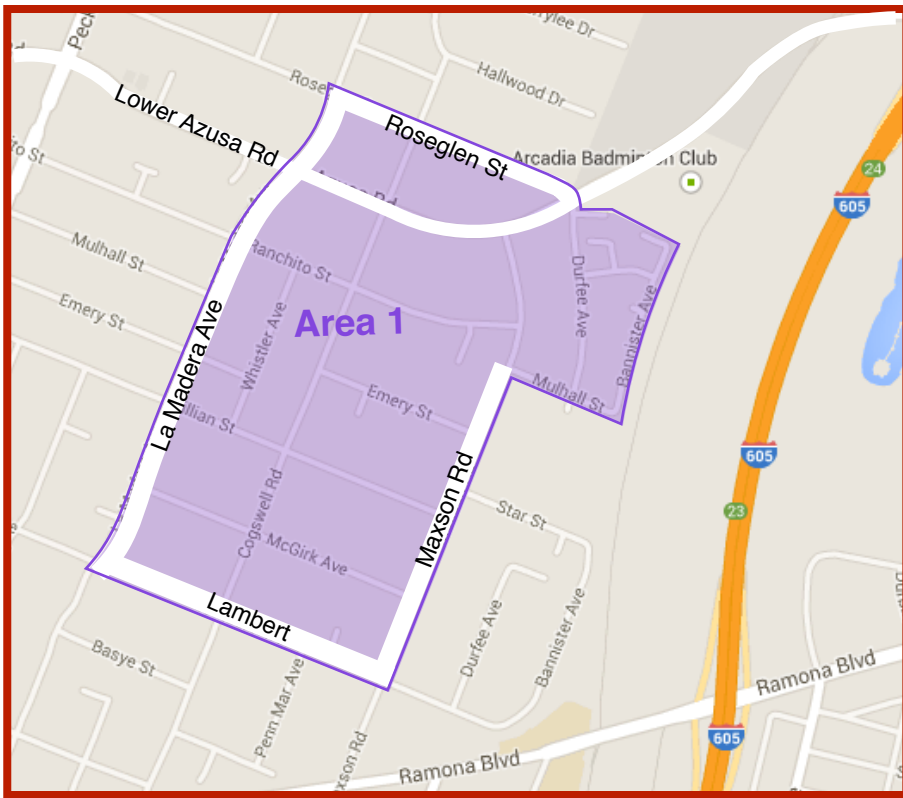 Hallwood Dr
Lower Azusa Rd
Roseglen St
Arcadia Badminton Club
24
605
Mulhall St
Ranchito St
Durfee Ave
Emery St
La Madera Ave
Whistler Ave
Area 1
Bannister Ave
Emery St
Mulhall St
605
Maxson Rd
Cogswell Rd
Star St
23
McGirk Ave
Lambert
Durfee Ave
Bannister Ave
Basye St
Penn Mar Ave
Ramona Blvd
605
Ramona Blvd